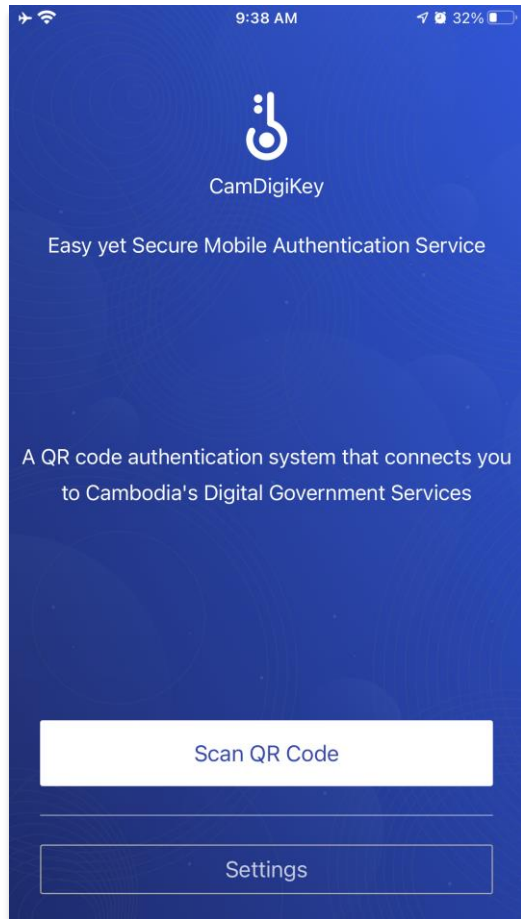 9:38 AM 32%
CamDigiKey
Easy yet Secure Mobile Authentication Service
A QR code authentication system that connects you
to Cambodia's Digital Government Services
Scan QR Code
Settings